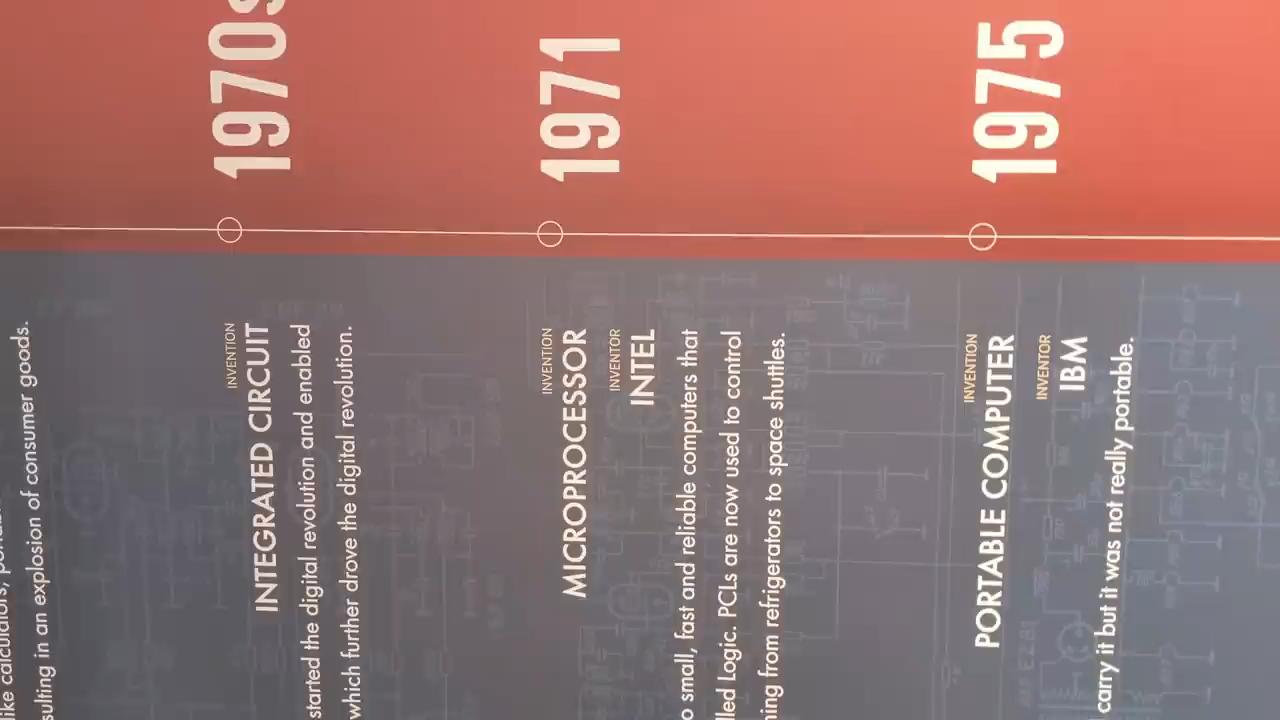 like calculators,
sulting in an explosion of consumer goods.
1970s
INVENTION
INTEGRATED CIRCUIT
started the digital revolution and enabled
which further drove the digital revolution.
1971
INVENTION
MICROPROCESSOR
INVENTOR
INTEL
o small, fast and reliable computers that
lled Logic. PCLs are now used to control
ning from refrigerators to space shuttles.
1975
INVENTION
PORTABLE COMPUTER
INVENTOR
IBM
carry it but it was not really portable.